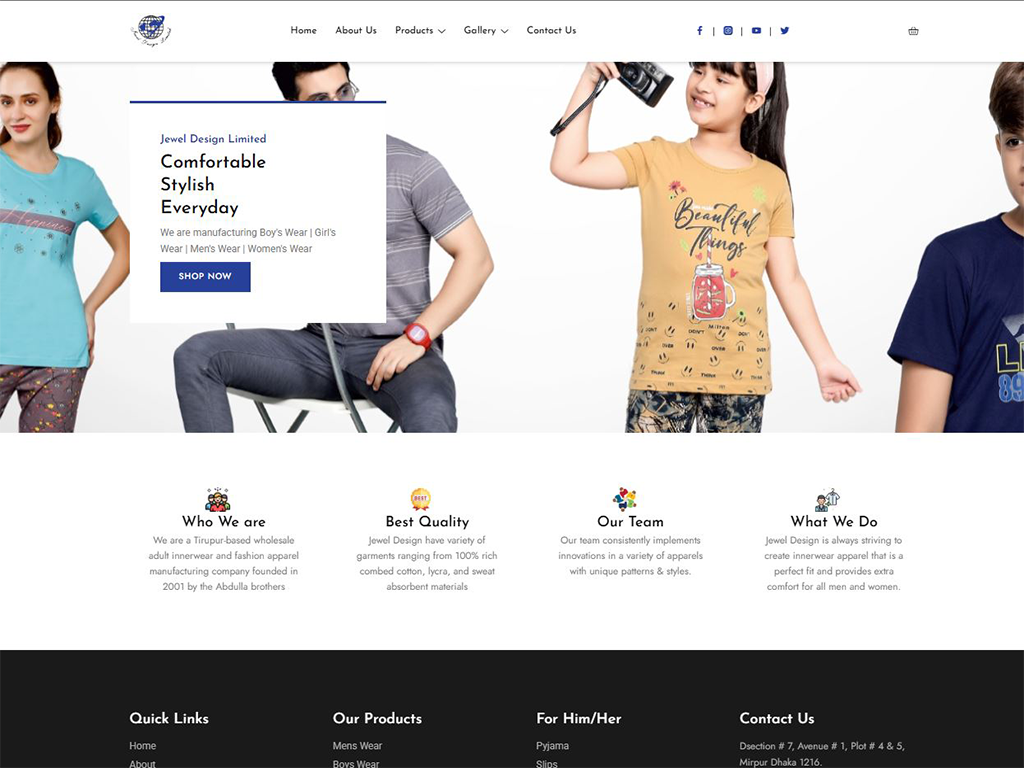 Jewel Design Limited
Home About Us Products Gallery Contact Us
| | |
Jewel Design Limited
Comfortable
Stylish
Everyday
We are manufacturing Boy's Wear | Girl's
Wear | Men's Wear | Women's Wear
SHOP NOW
Happiness
Beautiful
Things
BEST
Who We are
We are a Tirupur-based wholesale
adult innerwear and fashion apparel
manufacturing company founded in
2001 by the Abdulla brothers
Best Quality
Jewel Design have variety of
garments ranging from 100% rich
combed cotton, lycra, and sweat
absorbent materials
Our Team
Our team consistently implements
innovations in a variety of apparels
with unique patterns & styles.
What We Do
Jewel Design is always striving to
create innerwear apparel that is a
perfect fit and provides extra
comfort for all men and women.
Quick Links
Home
About
Our Products
Mens Wear
Boys Wear
For Him/Her
Pyjama
Slips
Contact Us
Dsection # 7, Avenue # 1, Plot # 4 & 5,
Mirpur Dhaka 1216.